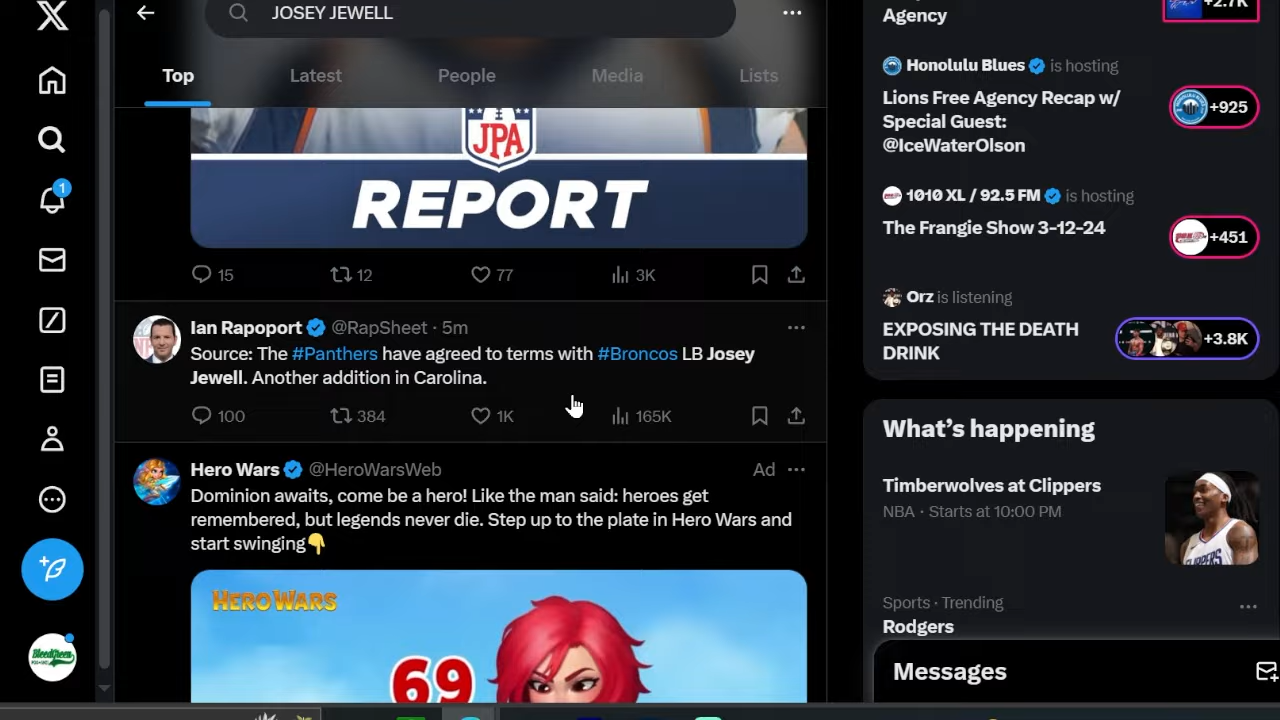 JOSEY JEWELL
Top
Latest
People
Media
Lists
JPA
REPORT
15
12
77
3K
Ian Rapoport @RapSheet · 5m
Source: The #Panthers have agreed to terms with #Broncos LB Josey
Jewell. Another addition in Carolina.
100
384
1K
165K
Hero Wars @HeroWarsWeb
Ad
Dominion awaits, come be a hero! Like the man said: heroes get
remembered, but legends never die. Step up to the plate in Hero Wars and
start swinging👇
HERO WARS
69
1
BleedGreen
Agency
+2.7K
Honolulu Blues is hosting
Lions Free Agency Recap w/
Special Guest:
@IceWaterOlson
+925
1010 XL / 92.5 FM is hosting
The Frangie Show 3-12-24
+451
Orz is listening
EXPOSING THE DEATH
DRINK
+3.8K
What's happening
Timberwolves at Clippers
NBA · Starts at 10:00 PM
CLIPPERS
Sports · Trending
Rodgers
Messages